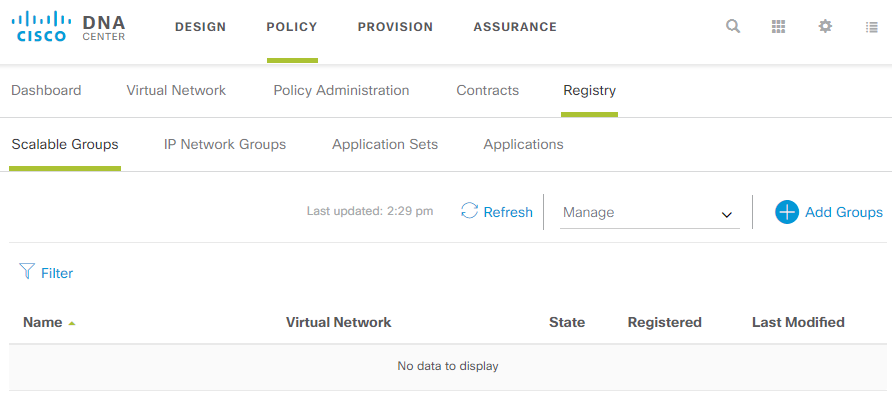 CISCO DNA CENTER DESIGN POLICY PROVISION ASSURANCE
Dashboard Virtual Network Policy Administration Contracts Registry
Scalable Groups IP Network Groups Application Sets Applications
Last updated: 2:29 pm Refresh Manage Add Groups
Filter
Name Virtual Network State Registered Last Modified
No data to display